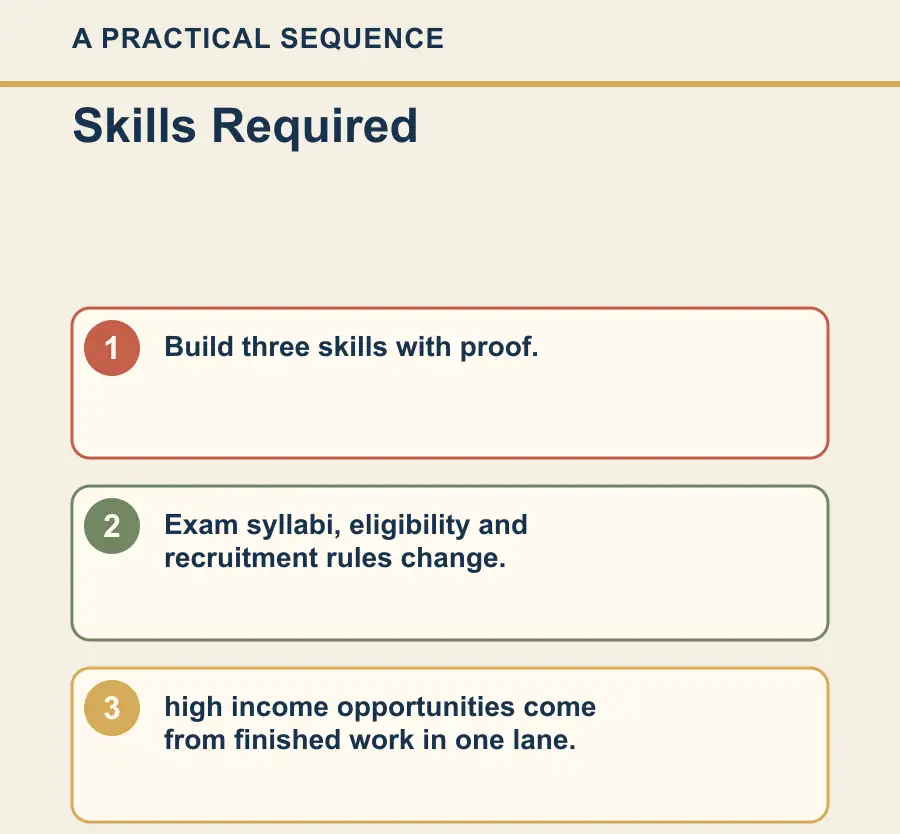 A PRACTICAL SEQUENCE
Skills Required
1
Build three skills with proof.
2
Exam syllabi, eligibility and
recruitment rules change.
3
high income opportunities come
from finished work in one lane.